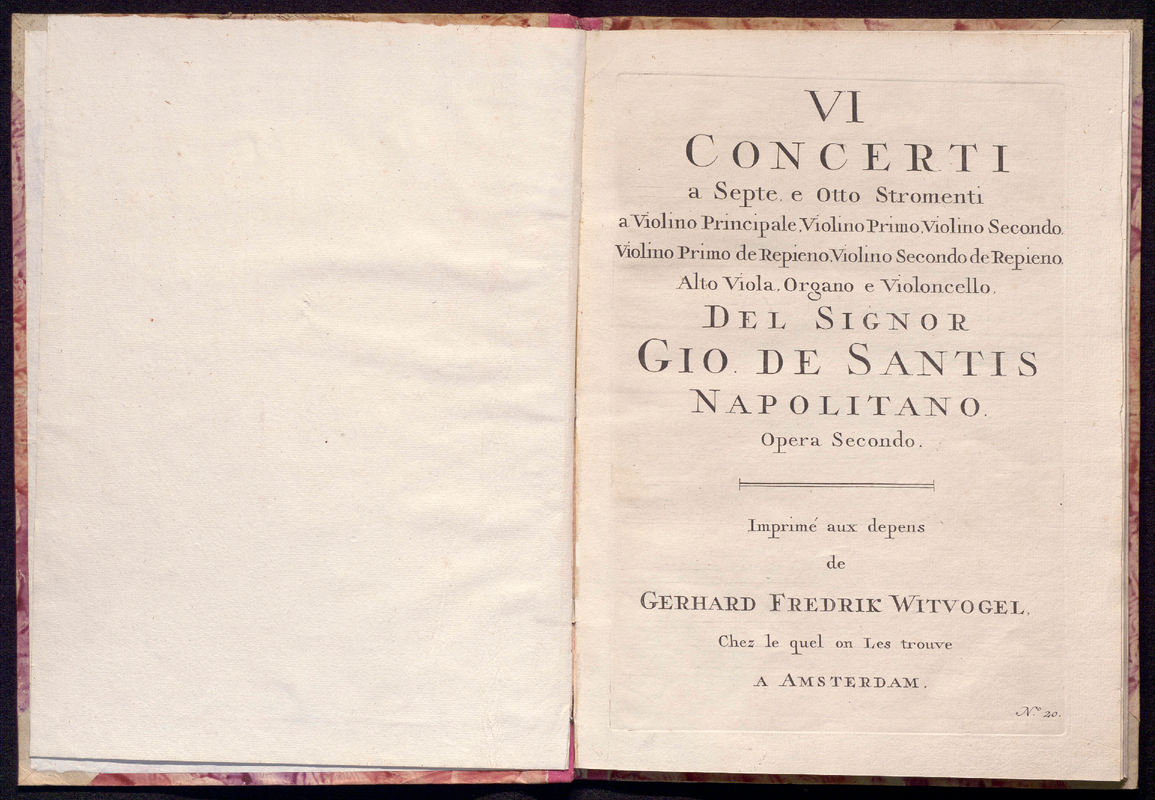 VI
CONCERTI
a Septe. e Otto Stromenti
a Violino Principale, Violino Primo, Violino Secondo.
Violino Primo de Repieno, Violino Secondo de Repieno.
Alto Viola, Organo e Violoncello.
DEL SIGNOR
GIO. DE SANTIS
NAPOLITANO.
Opera Secondo.
Imprimé aux depens
de
GERHARD FREDRIK WITVOGEL.
Chez le quel on Les trouve
A AMSTERDAM.
N.º 20.